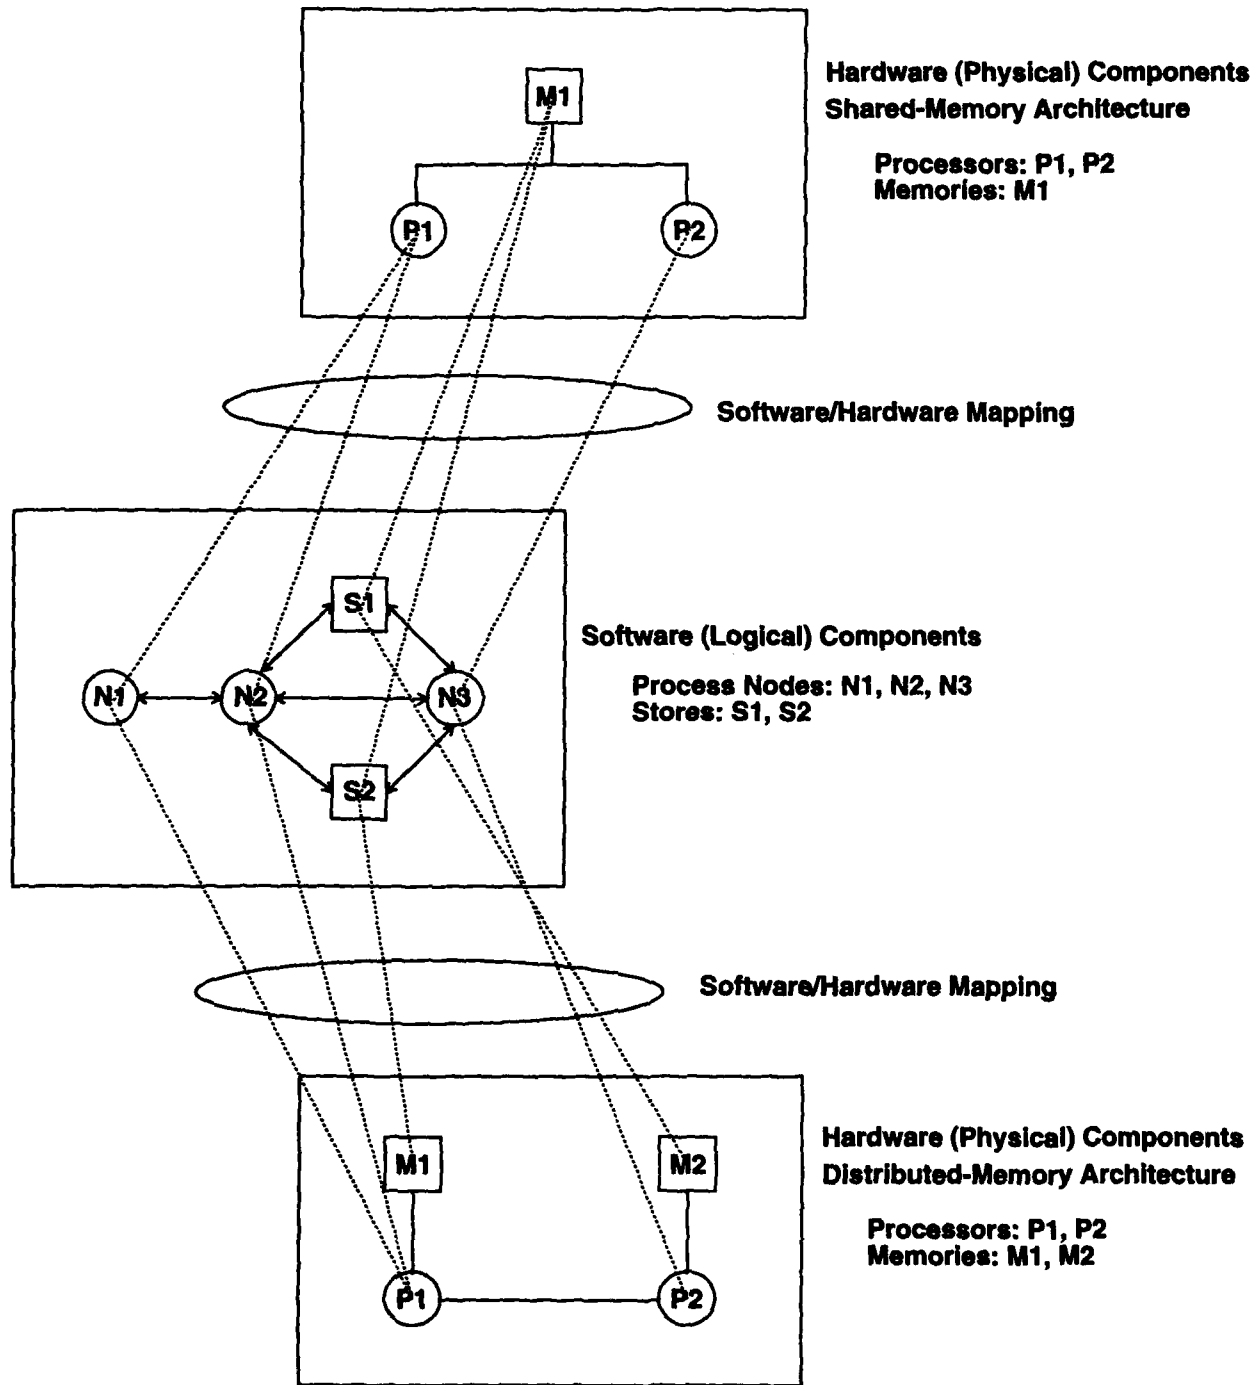 M1
P1
P2
Hardware (Physical) Components
Shared-Memory Architecture
Processors: P1, P2
Memories: M1
Software/Hardware Mapping
S1
N1
N2
N3
S2
Software (Logical) Components
Process Nodes: N1, N2, N3
Stores: S1, S2
Software/Hardware Mapping
M1
M2
P1
P2
Hardware (Physical) Components
Distributed-Memory Architecture
Processors: P1, P2
Memories: M1, M2